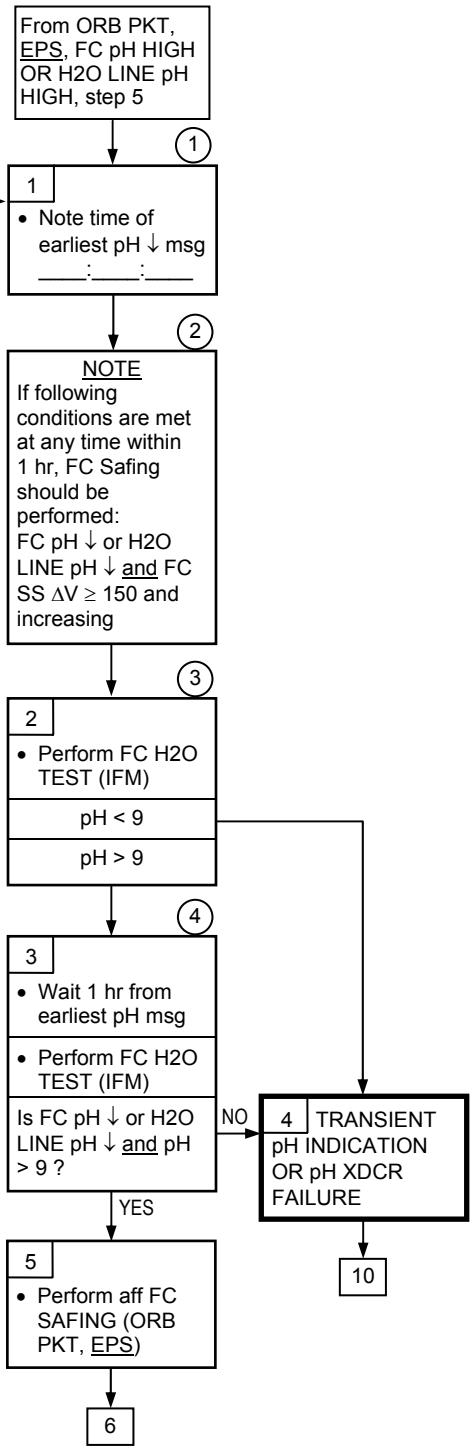 From ORB PKT,
EPS, FC pH HIGH
OR H2O LINE pH
HIGH, step 5
1
1
• Note time of
earliest pH ↓ msg
____:____:____
2
NOTE
If following
conditions are met
at any time within
1 hr, FC Safing
should be
performed:
FC pH ↓ or H2O
LINE pH ↓ and FC
SS ΔV ≥ 150 and
increasing
3
2
• Perform FC H2O
TEST (IFM)
pH < 9
pH > 9
4
3
• Wait 1 hr from
earliest pH msg
• Perform FC H2O
TEST (IFM)
Is FC pH ↓ or H2O
LINE pH ↓ and pH
> 9 ?
NO
4 TRANSIENT
pH INDICATION
OR pH XDCR
FAILURE
YES
10
5
• Perform aff FC
SAFING (ORB
PKT, EPS)
6